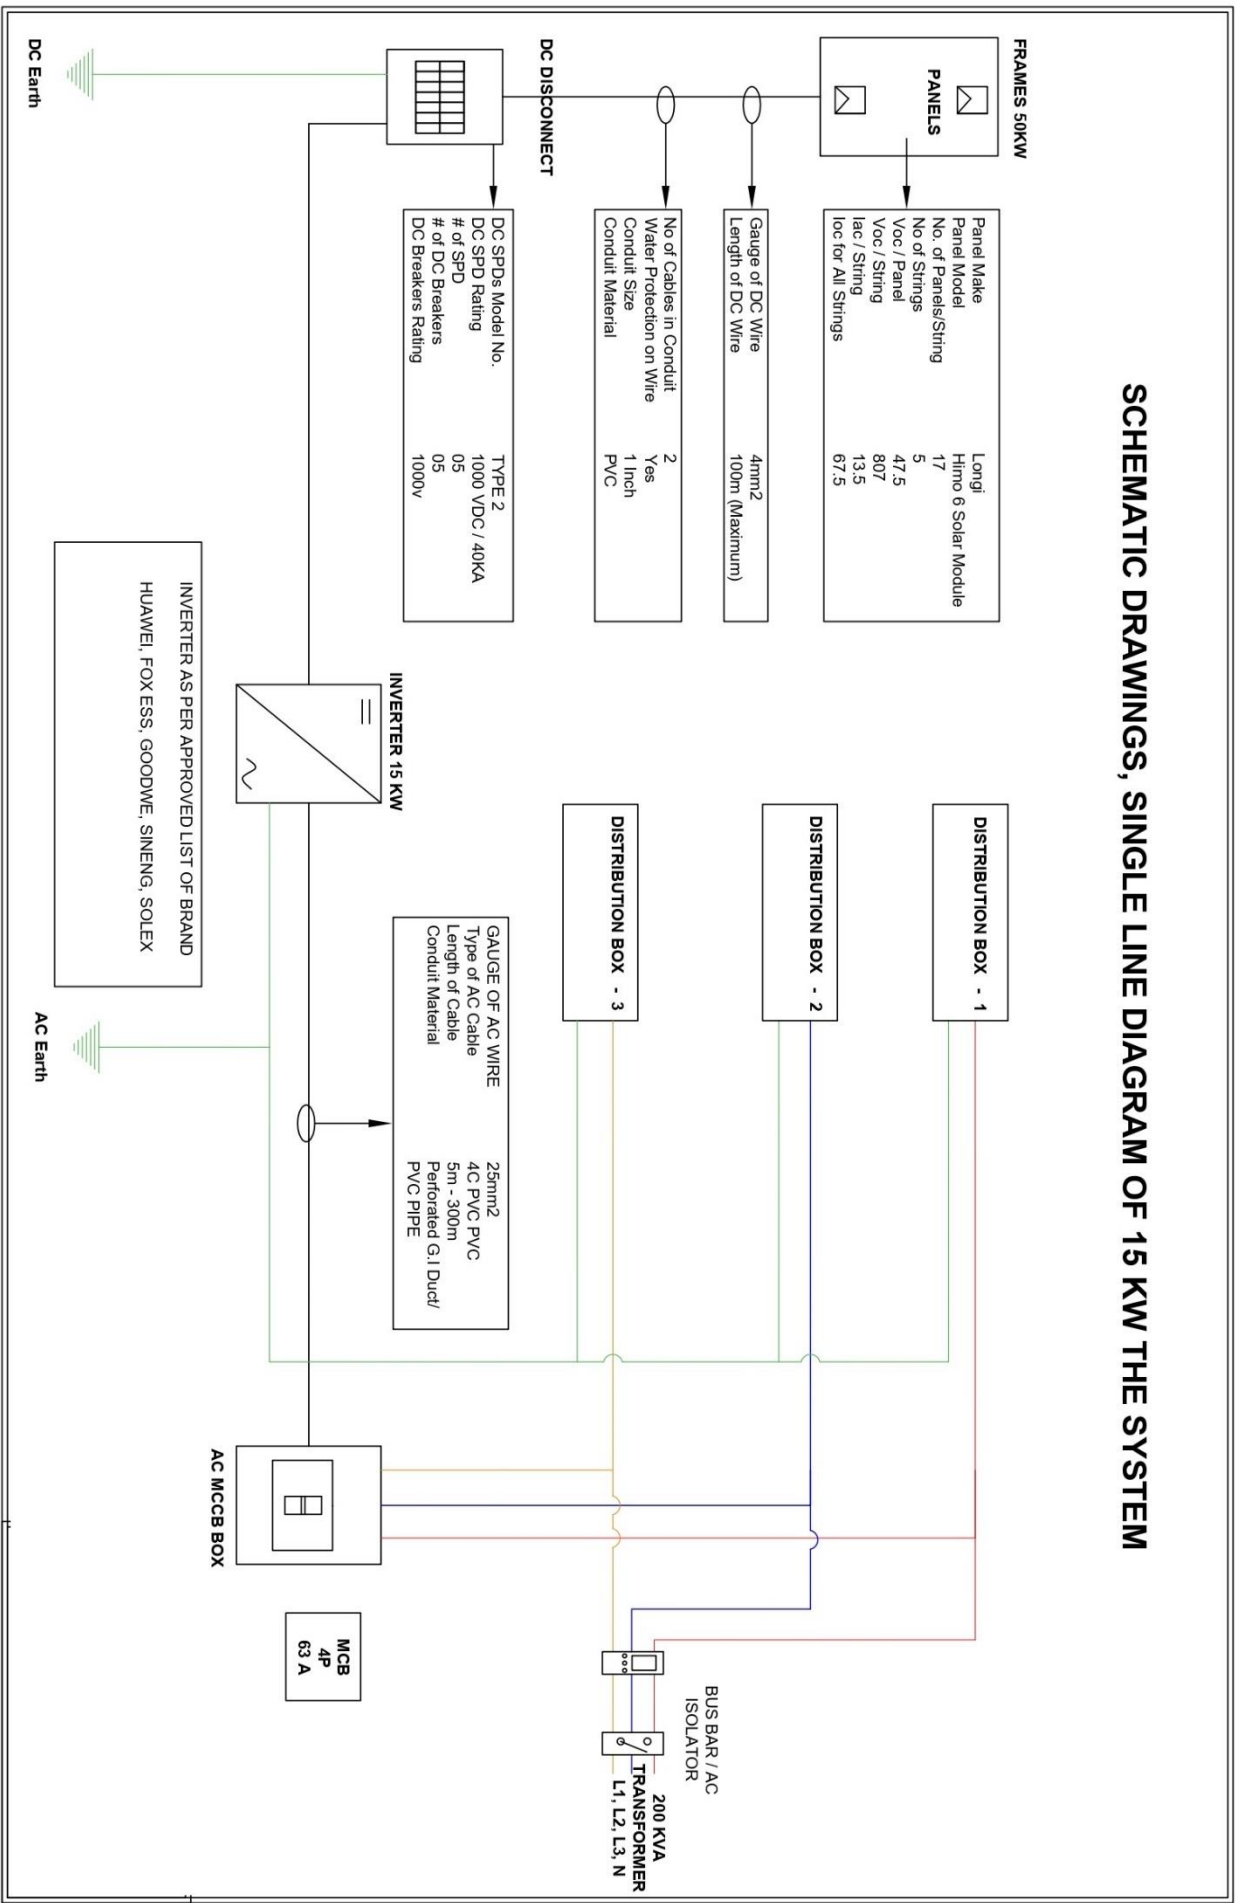 SCHEMATIC DRAWINGS, SINGLE LINE DIAGRAM OF 15 KW THE SYSTEM
FRAMES 50KW
PANELS
Panel Make Longi
Panel Model Himo 6 Solar Module
No. of Panels/String 17
No of Strings 5
Voc / Panel 47.5
Voc / String 807
Iac / String 13.5
Ioc for All Strings 67.5
Gauge of DC Wire 4mm2
Length of DC Wire 100m (Maximum)
No of Cables in Conduit 2
Water Protection on Wire Yes
Conduit Size 1 Inch
Conduit Material PVC
DC DISCONNECT
DC SPDs Model No. TYPE 2
DC SPD Rating 1000 VDC / 40KA
# of SPD 05
# of DC Breakers 05
DC Breakers Rating 1000v
DC Earth
DISTRIBUTION BOX - 1
DISTRIBUTION BOX - 2
DISTRIBUTION BOX - 3
INVERTER 15 KW
GAUGE OF AC WIRE 25mm2
Type of AC Cable 4C PVC PVC
Length of Cable 5m - 300m
Conduit Material Perforated G.I Duct/
PVC PIPE
INVERTER AS PER APPROVED LIST OF BRAND
HUAWEI, FOX ESS, GOODWE, SINENG, SOLEX
AC Earth
BUS BAR / AC
ISOLATOR
200 KVA
TRANSFORMER
L1, L2, L3, N
MCB
4P
63 A
AC MCCB BOX